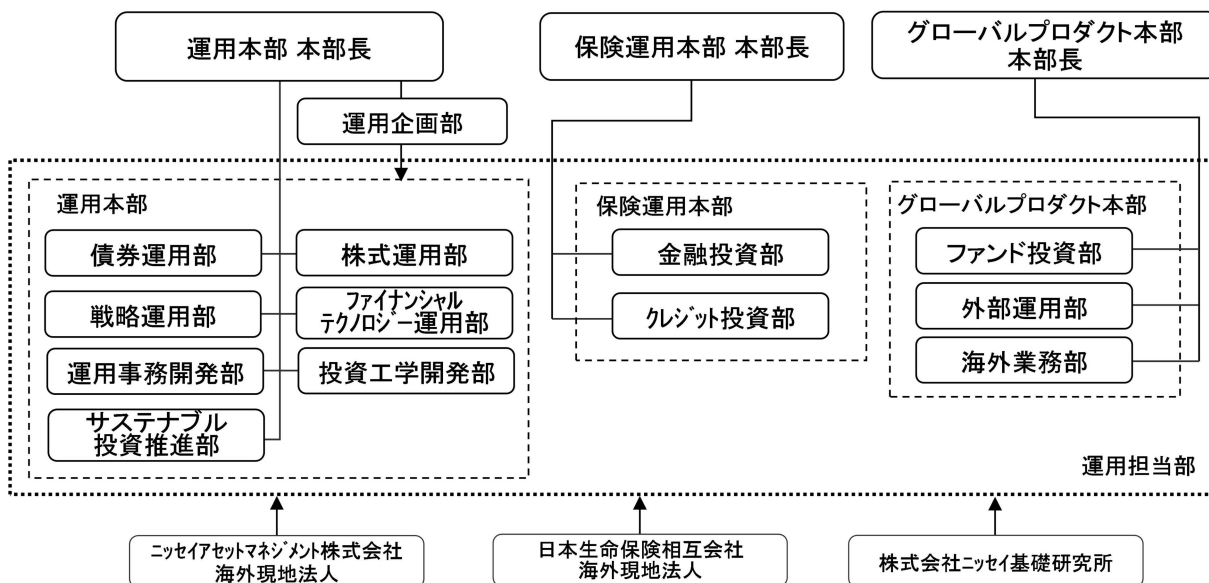 運用本部 本部長
保険運用本部 本部長
グローバルプロダクト本部
本部長
運用企画部
運用本部
債券運用部
株式運用部
戦略運用部
ファイナンシャル
テクノロジー運用部
運用事務開発部
投資工学開発部
サステナブル
投資推進部
保険運用本部
金融投資部
クレジット投資部
グローバルプロダクト本部
ファンド投資部
外部運用部
海外業務部
運用担当部
ニッセイアセットマネジメント株式会社
海外現地法人
日本生命保険相互会社
海外現地法人
株式会社ニッセイ基礎研究所